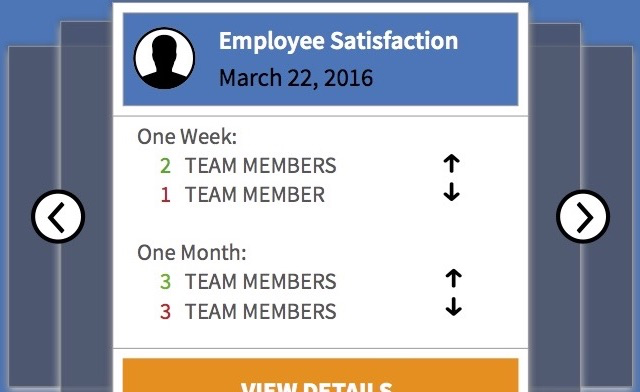 Employee Satisfaction
March 22, 2016
One Week:
2 TEAM MEMBERS ↑
1 TEAM MEMBER ↓
One Month:
3 TEAM MEMBERS ↑
3 TEAM MEMBERS ↓
VIEW DETAILS